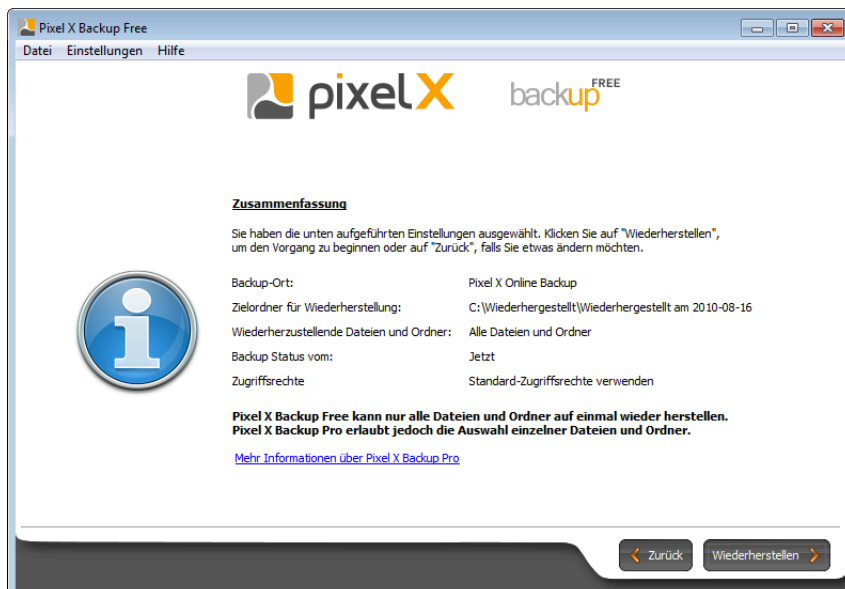 Pixel X Backup Free
Datei Einstellungen Hilfe
pixelX backup FREE
Zusammenfassung
Sie haben die unten aufgeführten Einstellungen ausgewählt. Klicken Sie auf "Wiederherstellen",
um den Vorgang zu beginnen oder auf "Zurück", falls Sie etwas ändern möchten.
Backup-Ort: Pixel X Online Backup
Zielordner für Wiederherstellung: C:\Wiederhergestellt\Wiederhergestellt am 2010-08-16
Wiederherzustellende Dateien und Ordner: Alle Dateien und Ordner
Backup Status vom: Jetzt
Zugriffsrechte Standard-Zugriffsrechte verwenden
Pixel X Backup Free kann nur alle Dateien und Ordner auf einmal wieder herstellen.
Pixel X Backup Pro erlaubt jedoch die Auswahl einzelner Dateien und Ordner.
Mehr Informationen über Pixel X Backup Pro
Zurück Wiederherstellen